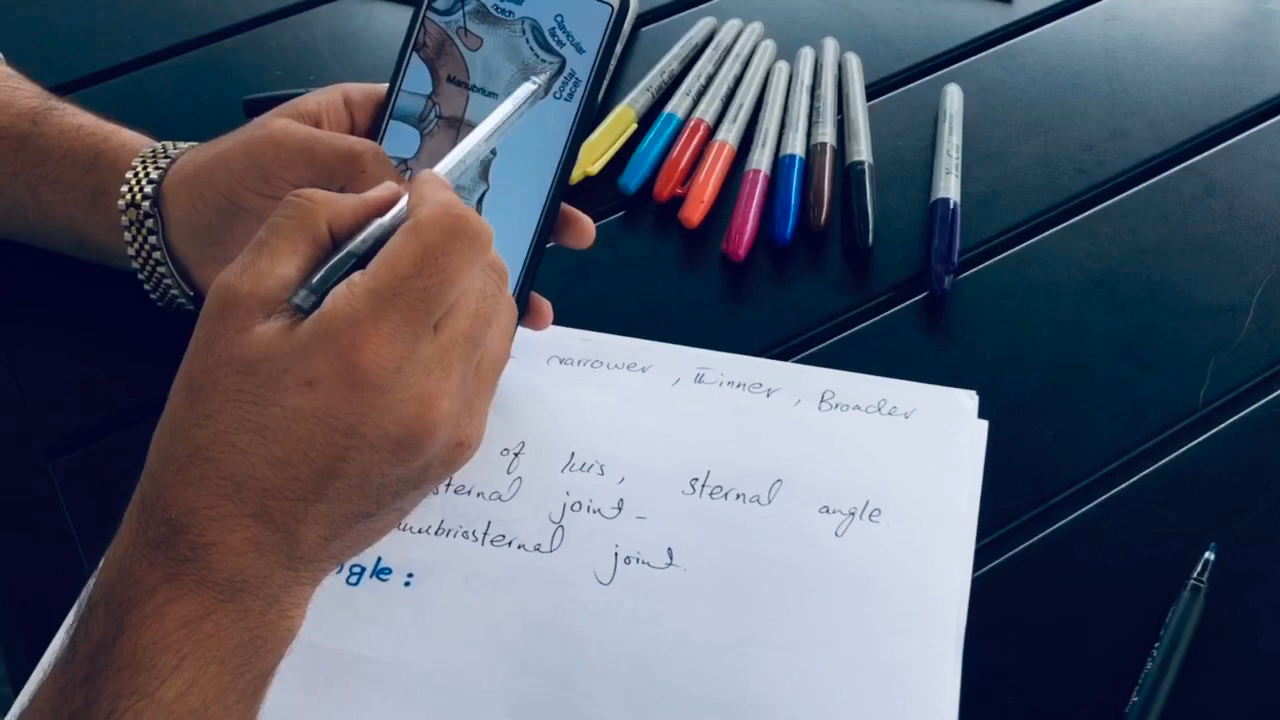 notch
Clavicular
facet
Costal
facet
Manubrium
narrower, thinner, Broader
of luis, sternal angle.
sternal joint-
anubriosternal joint.
gle: